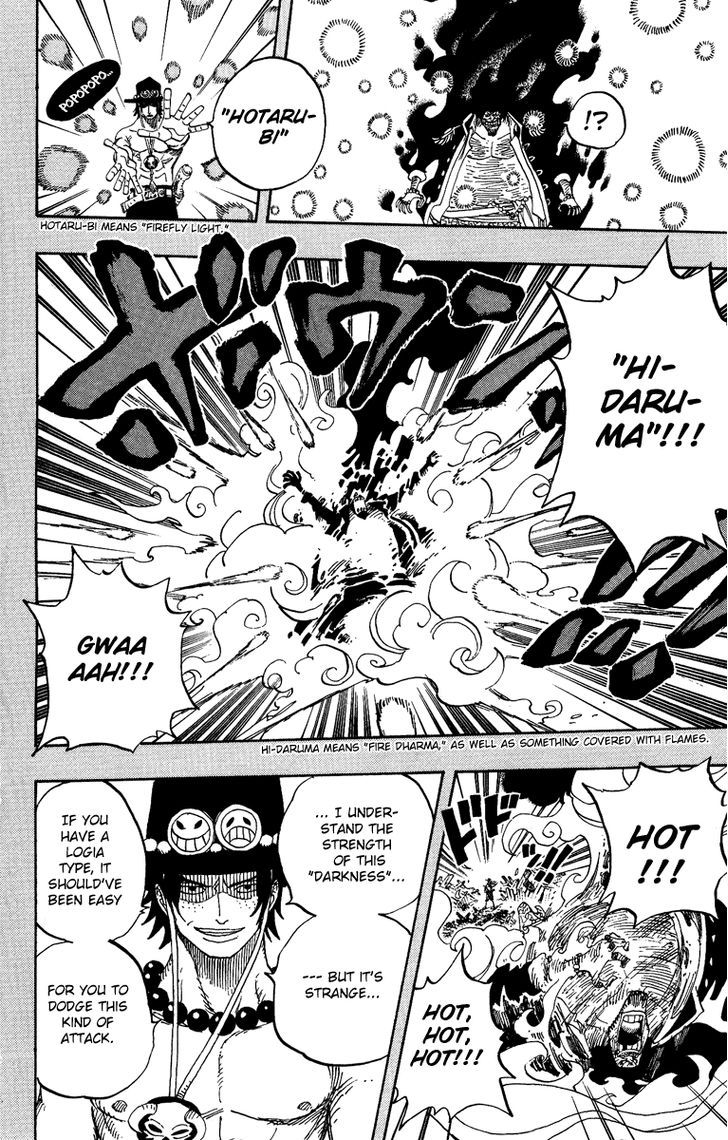 !?
"HOTARU-
BI"
POPOPOPO...
HOTARU-BI MEANS "FIREFLY LIGHT."
"HI-
DARU-
MA"!!!
ボウン
GWAA
AAH!!!
HI-DARUMA MEANS "FIRE DHARMA," AS WELL AS SOMETHING COVERED WITH FLAMES.
HOT
!!!
ドド
HOT,
HOT,
HOT!!!
... I UNDER-
STAND THE
STRENGTH
OF THIS
"DARKNESS"...
--- BUT IT'S
STRANGE...
IF YOU
HAVE A
LOGIA
TYPE, IT
SHOULD'VE
BEEN EASY
FOR YOU TO
DODGE THIS
KIND OF
ATTACK.